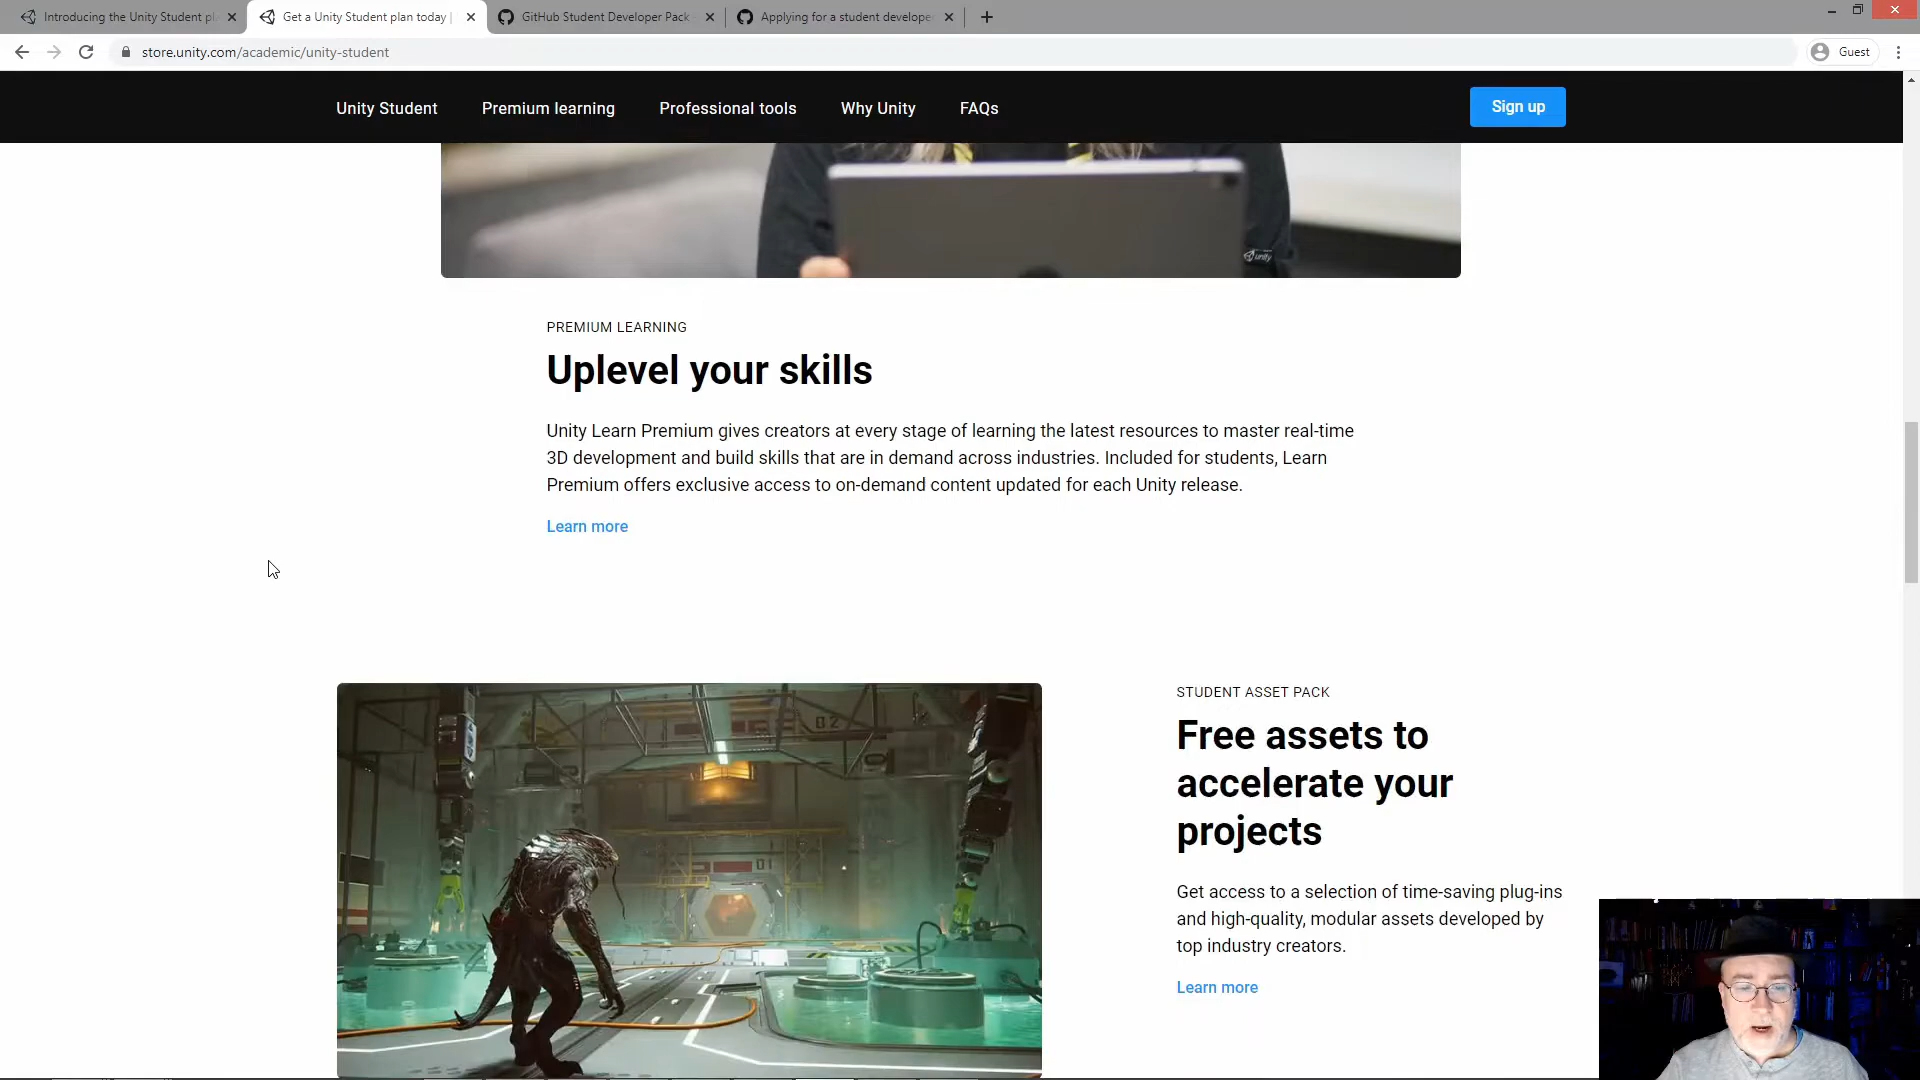 Introducing the Unity Student pl
Get a Unity Student plan today |
GitHub Student Developer Pack
Applying for a student develope
store.unity.com/academic/unity-student
Guest
Unity Student
Premium learning
Professional tools
Why Unity
FAQs
Sign up
unity
PREMIUM LEARNING
Uplevel your skills
Unity Learn Premium gives creators at every stage of learning the latest resources to master real-time
3D development and build skills that are in demand across industries. Included for students, Learn
Premium offers exclusive access to on-demand content updated for each Unity release.
Learn more
02
01
STUDENT ASSET PACK
Free assets to
accelerate your
projects
Get access to a selection of time-saving plug-ins
and high-quality, modular assets developed by
top industry creators.
Learn more